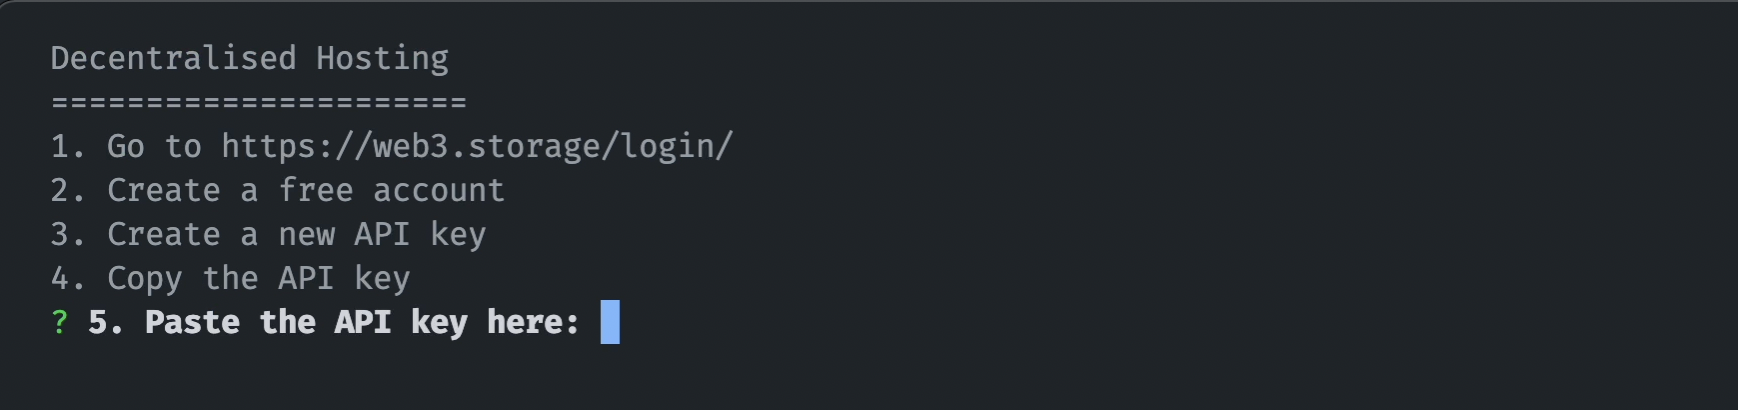 Decentralised Hosting
======================
1. Go to https://web3.storage/login/
2. Create a free account
3. Create a new API key
4. Copy the API key
? 5. Paste the API key here: